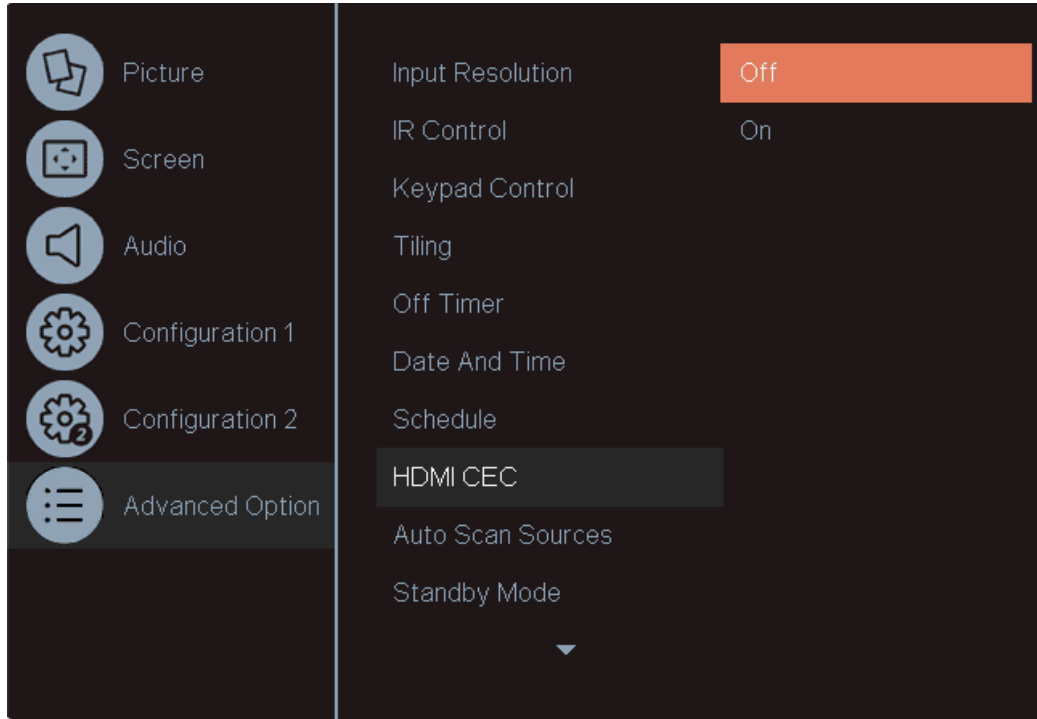 Picture
Screen
Audio
Configuration 1
Configuration 2
2
Advanced Option
Input Resolution
IR Control
Keypad Control
Tiling
Off Timer
Date And Time
Schedule
HDMI CEC
Auto Scan Sources
Standby Mode
Off
On